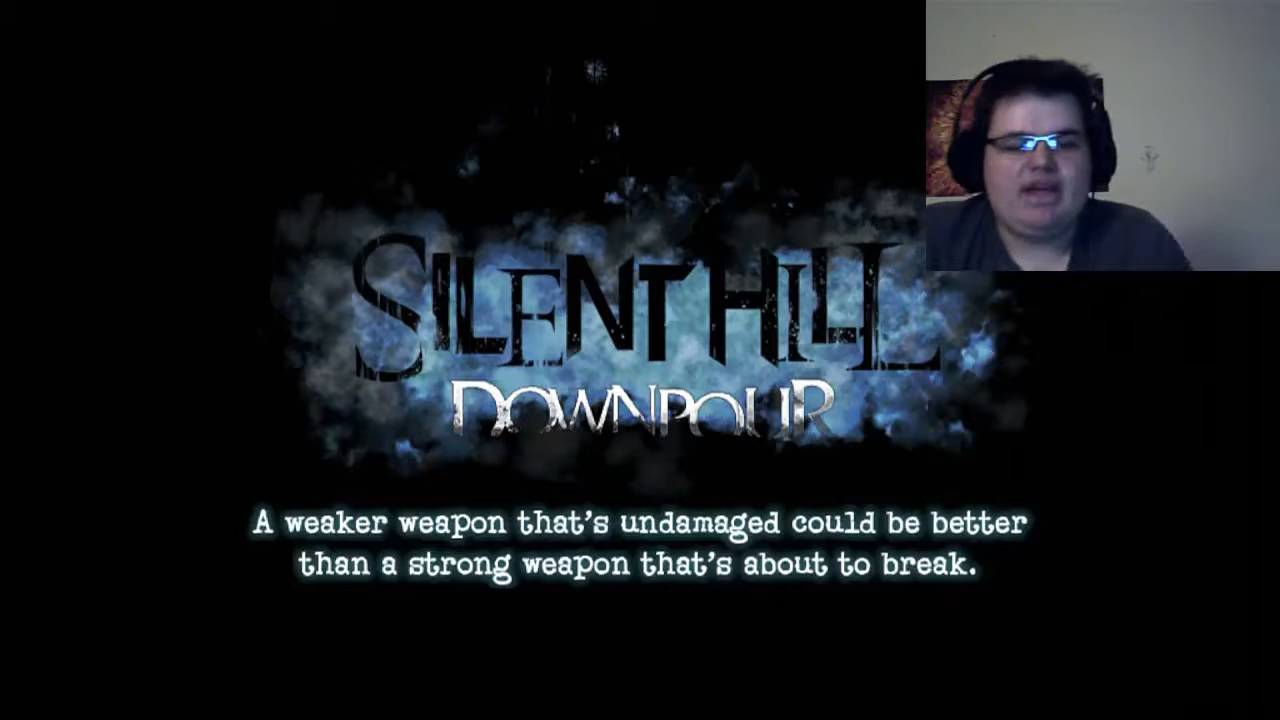 SILENT HILL
DOWNPOUR
A weaker weapon that's undamaged could be better
than a strong weapon that's about to break.